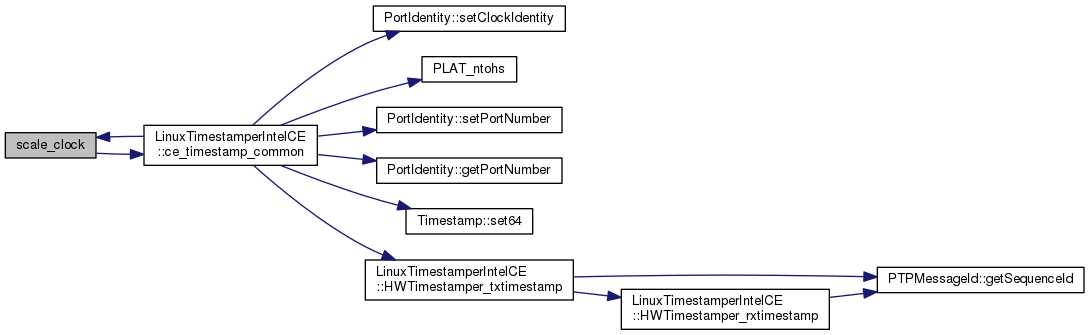 scale_clock
LinuxTimestamperIntelCE
::ce_timestamp_common
PortIdentity::setClockIdentity
PLAT_ntohs
PortIdentity::setPortNumber
PortIdentity::getPortNumber
Timestamp::set64
LinuxTimestamperIntelCE
::HWTimestamper_txtimestamp
LinuxTimestamperIntelCE
::HWTimestamper_rxtimestamp
PTPMessageId::getSequenceId